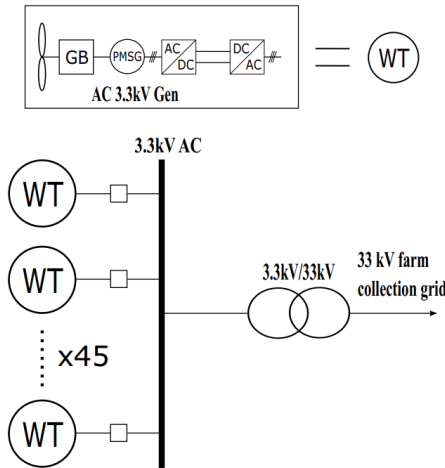 GB
PMSG
AC
DC
DC
AC
AC 3.3kV Gen
WT
3.3kV AC
WT
WT
x45
WT
3.3kV/33kV
33 kV farm
collection grid